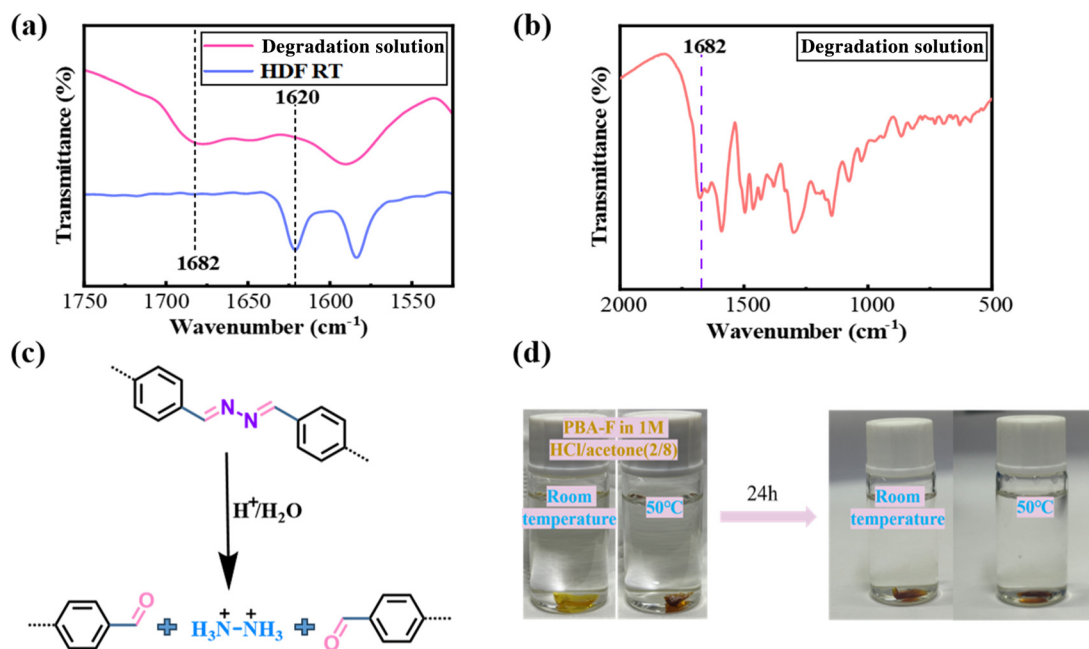 (a)
Degradation solution
HDF RT
1620
1682
Transmittance (%)
1750
1700
1650
1600
1550
Wavenumber (cm⁻¹)
(b)
1682
Degradation solution
Transmittance (%)
2000
1500
1000
500
Wavenumber (cm⁻¹)
(c)
N
N
H⁺/H₂O
O
+
H₃N⁺-N⁺H₃
+
O
(d)
PBA-F in 1M
HCl/acetone(2/8)
Room
temperature
50°C
24h
Room
temperature
50°C